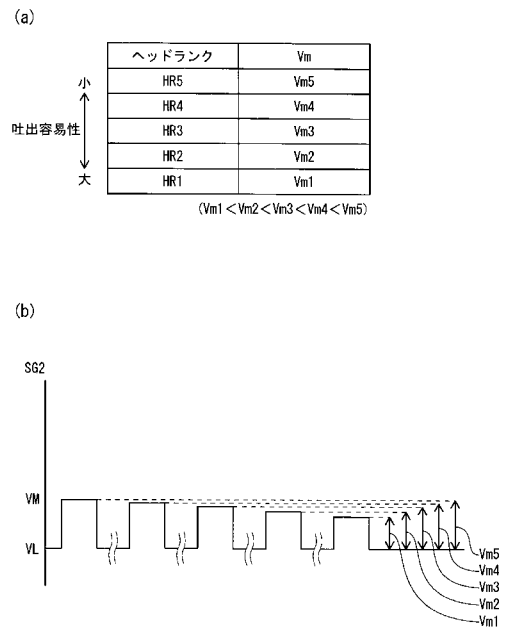 (a)
ヘッドランク Vm
小 HR5 Vm5
HR4 Vm4
吐出容易性 HR3 Vm3
HR2 Vm2
大 HR1 Vm1
(Vm1<Vm2<Vm3<Vm4<Vm5)
(b)
SG2
VM
VL
Vm5
Vm4
Vm3
Vm2
Vm1